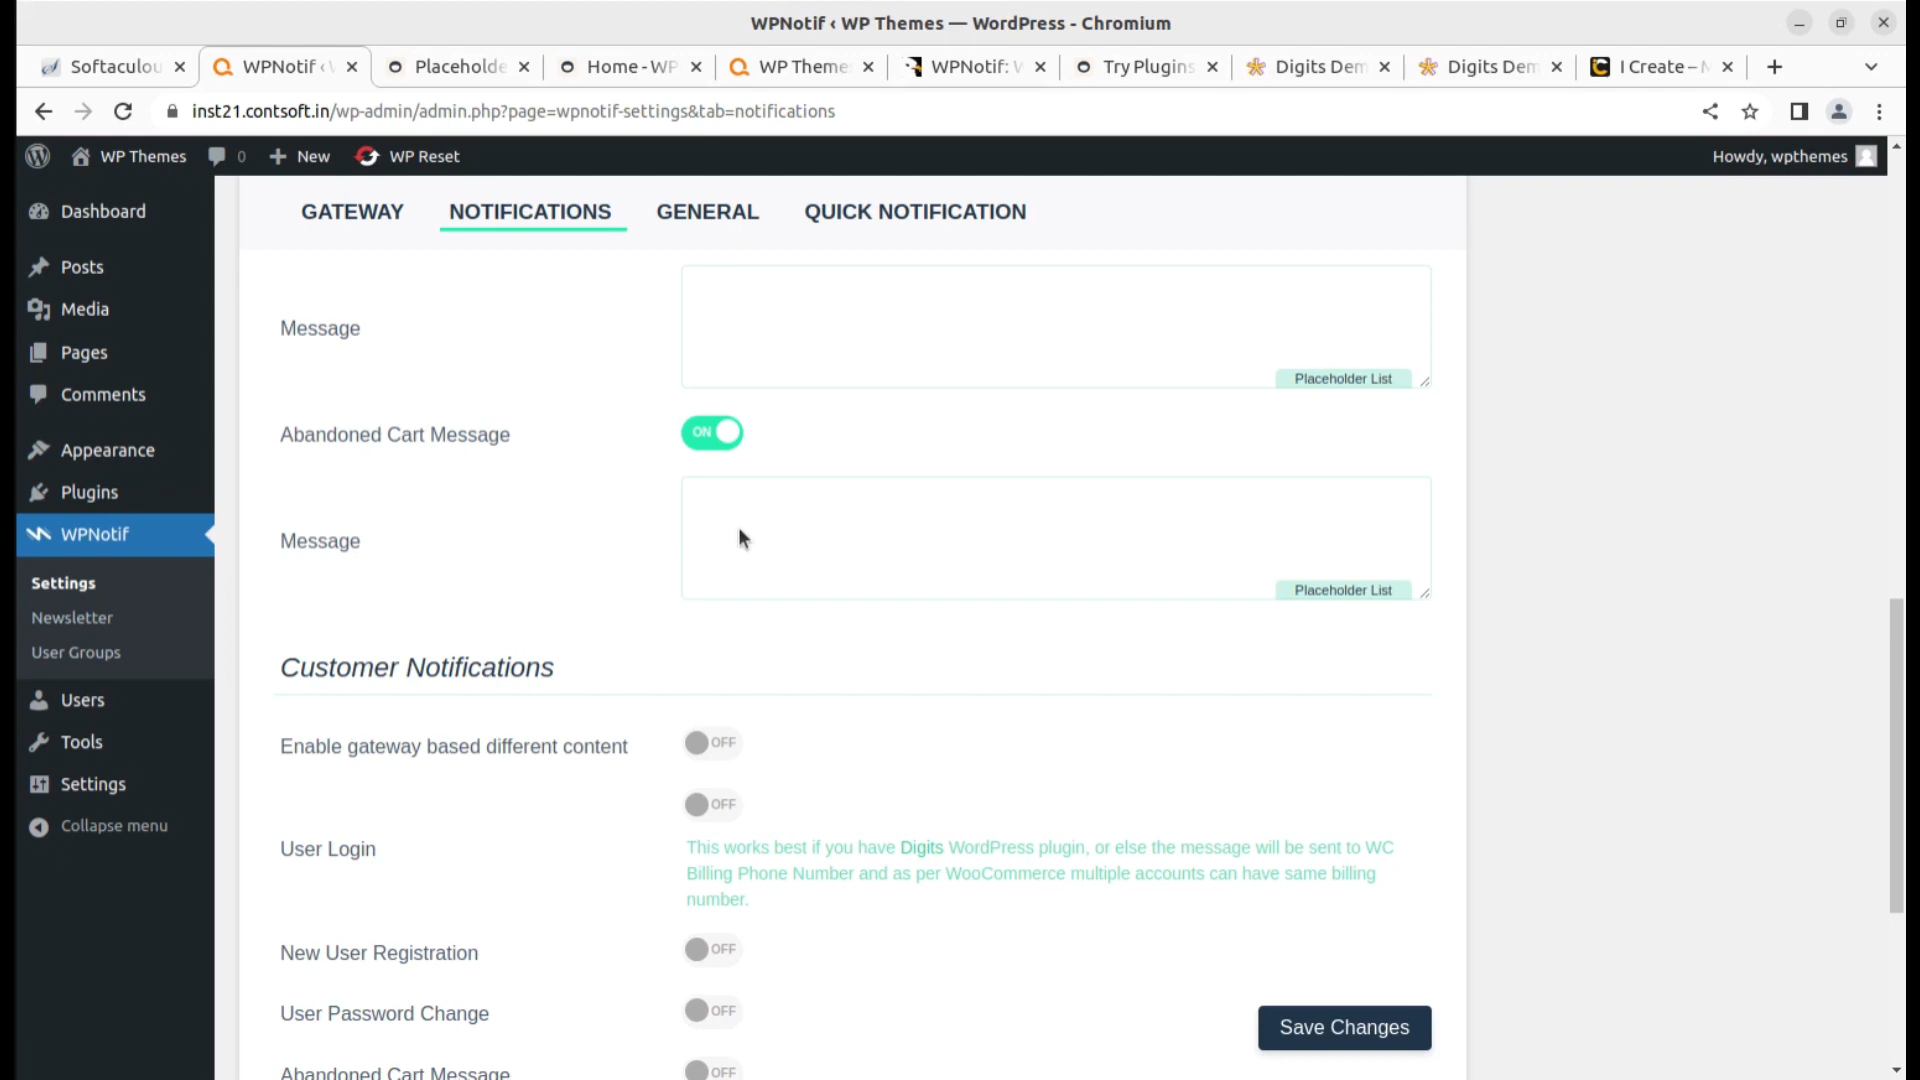 WPNotif ‹ WP Themes — WordPress - Chromium
Softaculou
WPNotif ‹
Placeholde
Home - WP
WP Theme
WPNotif: W
Try Plugins
Digits Dem
Digits Dem
I Create – N
inst21.contsoft.in/wp-admin/admin.php?page=wpnotif-settings&tab=notifications
WP Themes
0
New
WP Reset
Howdy, wpthemes
Dashboard
Posts
Media
Pages
Comments
Appearance
Plugins
WPNotif
Settings
Newsletter
User Groups
Users
Tools
Settings
Collapse menu
GATEWAY
NOTIFICATIONS
GENERAL
QUICK NOTIFICATION
Message
Placeholder List
Abandoned Cart Message
ON
Message
Placeholder List
Customer Notifications
Enable gateway based different content
OFF
OFF
User Login
This works best if you have Digits WordPress plugin, or else the message will be sent to WC
Billing Phone Number and as per WooCommerce multiple accounts can have same billing
number.
New User Registration
OFF
User Password Change
OFF
Save Changes
Abandoned Cart Message
OFF